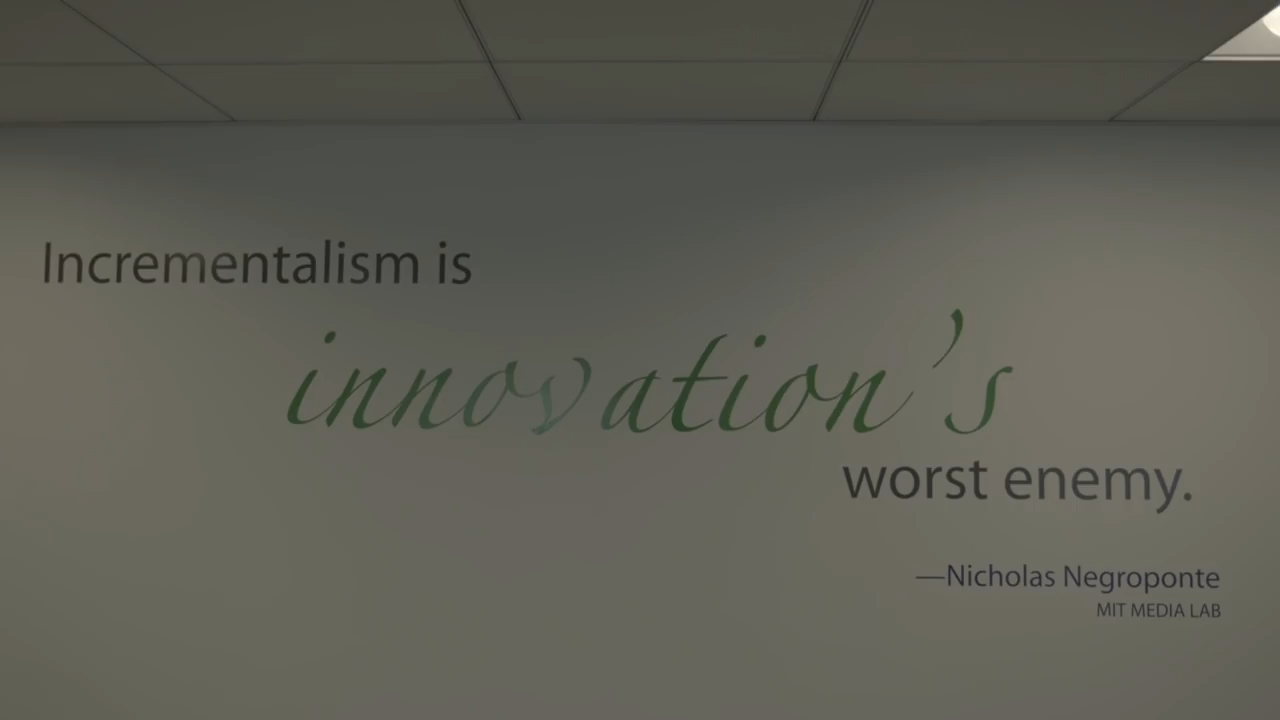 Incrementalism is
innovation's
worst enemy.
—Nicholas Negroponte
MIT MEDIA LAB